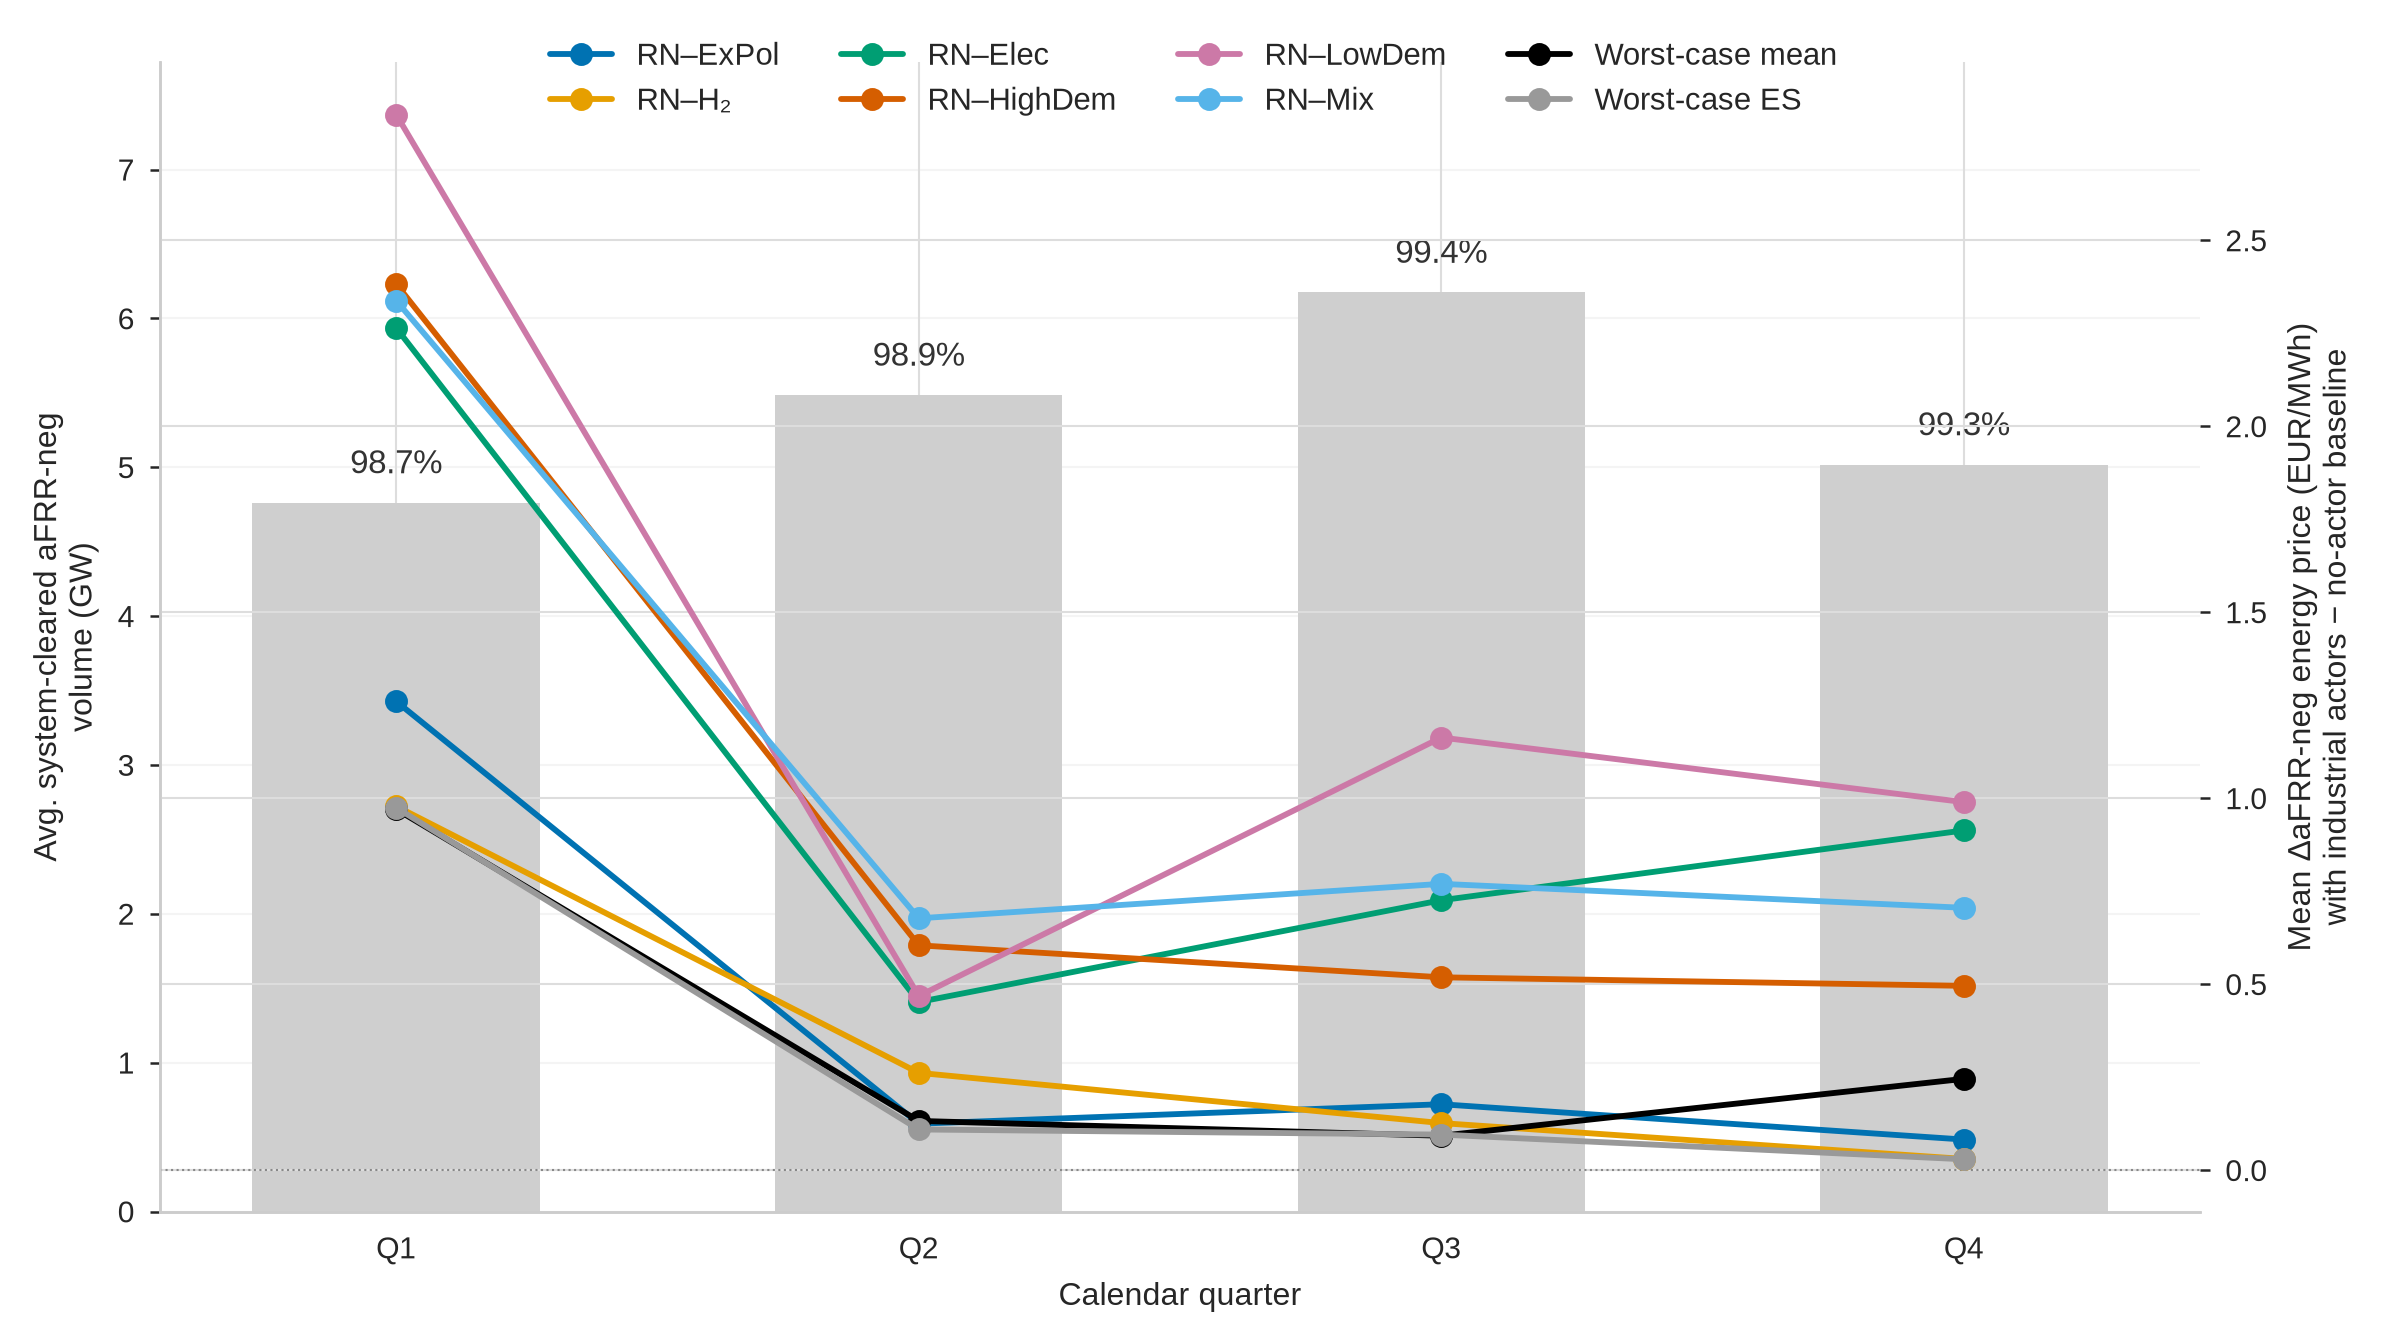 RN–ExPol
RN–Elec
RN–LowDem
Worst-case mean
RN–H₂
RN–HighDem
RN–Mix
Worst-case ES
7
6
5
4
3
2
1
0
Avg. system-cleared aFRR-neg
volume (GW)
98.7%
98.9%
99.4%
99.3%
2.5
2.0
1.5
1.0
0.5
0.0
Mean ΔaFRR-neg energy price (EUR/MWh)
with industrial actors – no-actor baseline
Q1
Q2
Q3
Q4
Calendar quarter